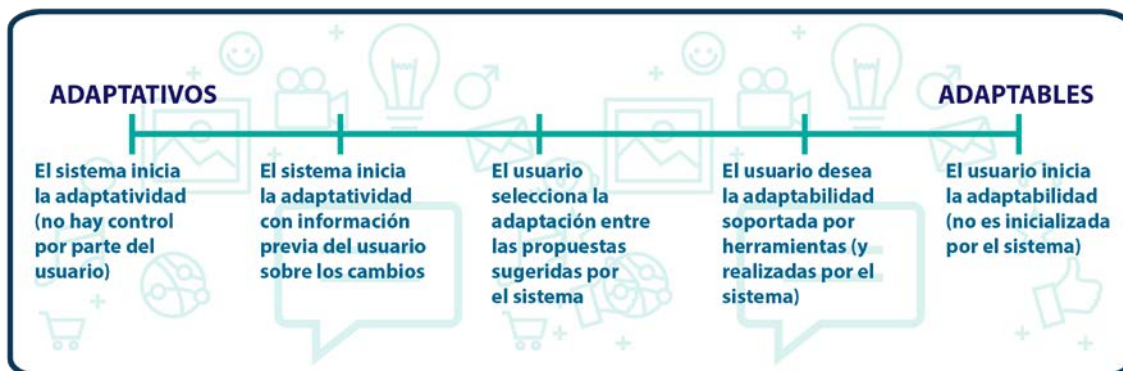 ADAPTATIVOS
ADAPTABLES
El sistema inicia
la adaptatividad
(no hay control
por parte del
usuario)
El sistema inicia
la adaptatividad
con información
previa del usuario
sobre los cambios
El usuario
selecciona la
adaptación entre
las propuestas
sugeridas por
el sistema
El usuario desea
la adaptabilidad
soportada por
herramientas (y
realizadas por el
sistema)
El usuario inicia
la adaptabilidad
(no es inicializada
por el sistema)